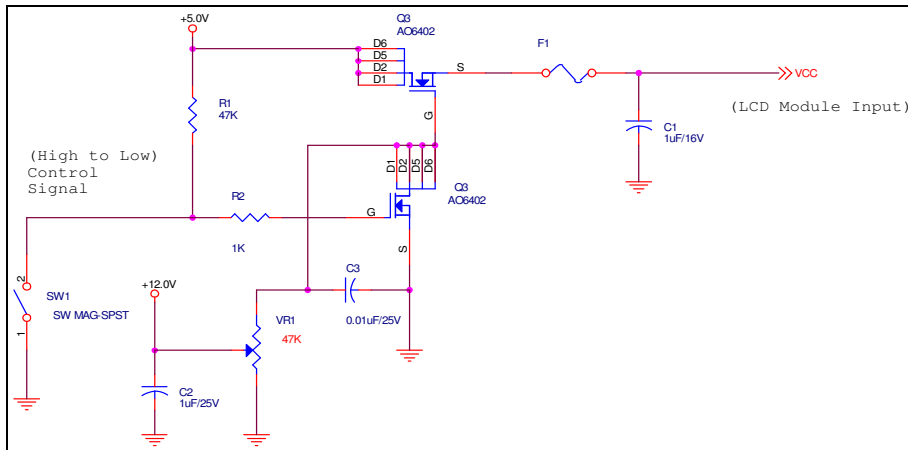 +5.0V
Q3
AO6402
F1
D6
D5
D2
D1
S
G
VCC
(LCD Module Input)
R1
47K
C1
1uF/16V
(High to Low)
Control
Signal
D1
D2
D5
D6
Q3
AO6402
R2
1K
G
S
+12.0V
C3
0.01uF/25V
2
1
SW1
SW MAG-SPST
VR1
47K
C2
1uF/25V